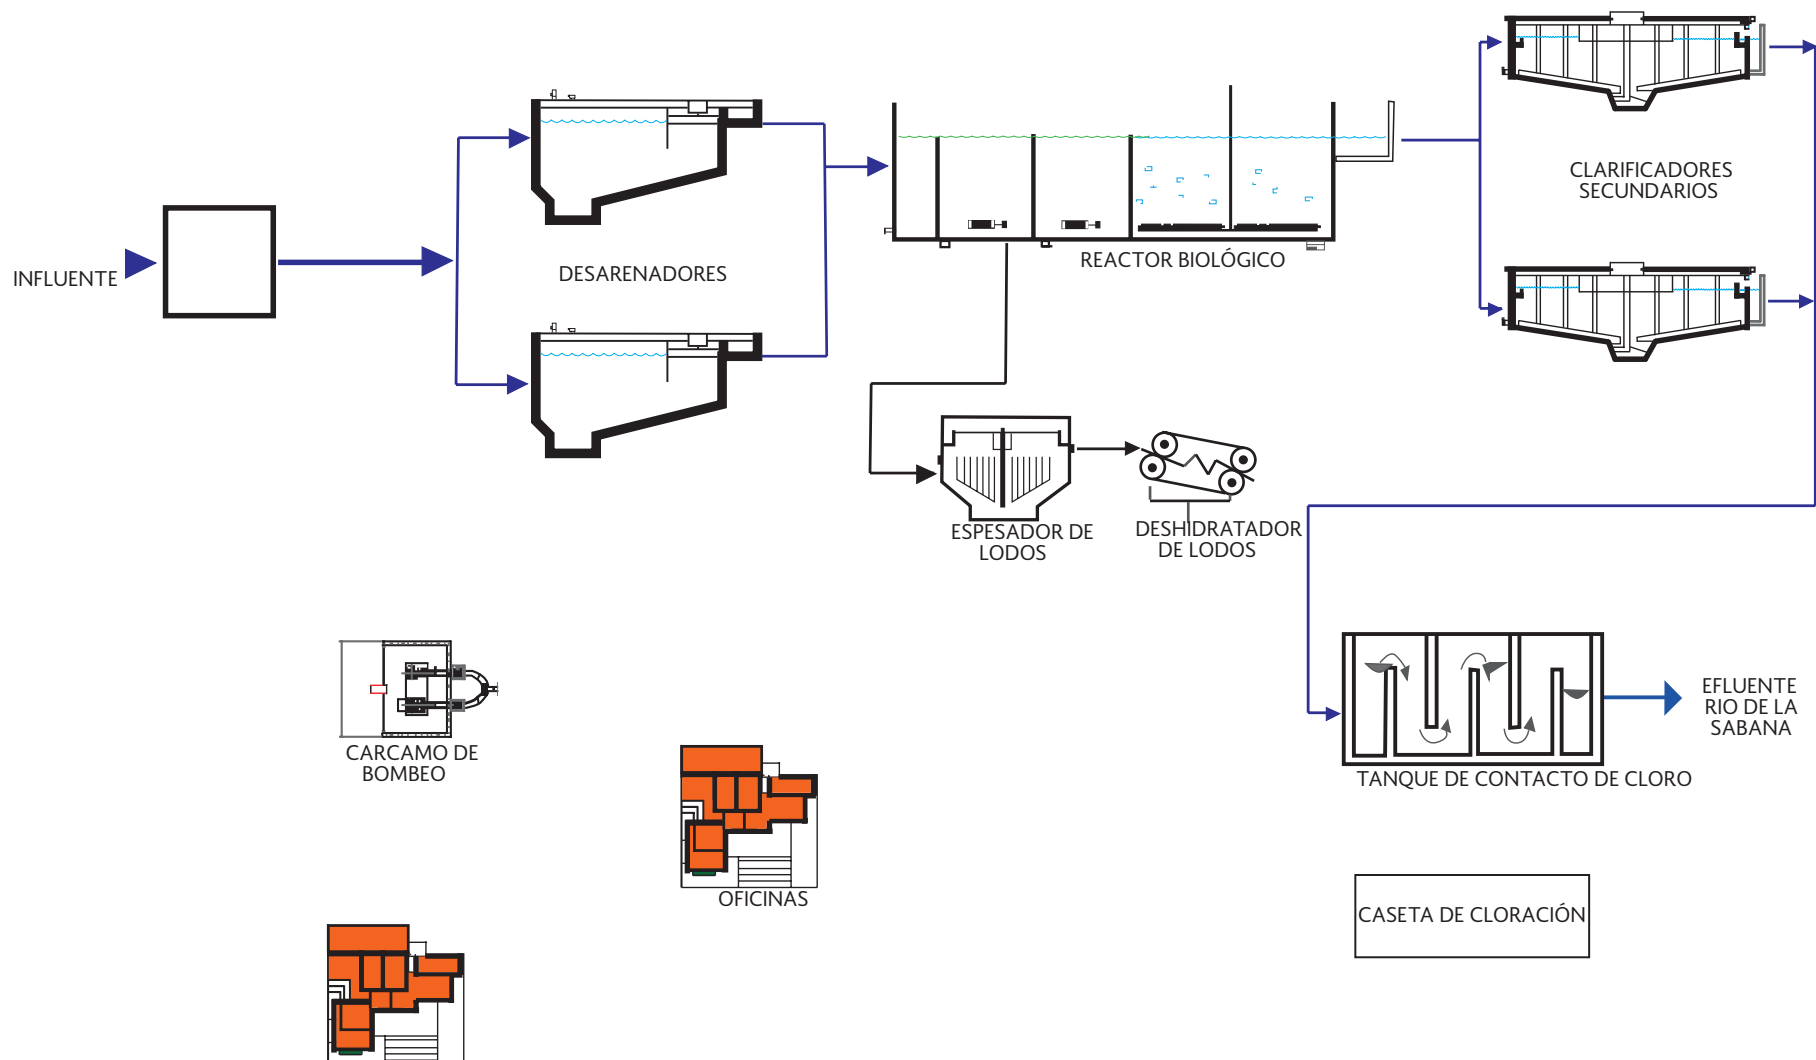 CLARIFICADORES
SECUNDARIOS
INFLUENTE
DESARENADORES
REACTOR BIOLÓGICO
ESPESADOR DE
LODOS
DESHIDRATADOR
DE LODOS
CARCAMO DE
BOMBEO
EFLUENTE
RIO DE LA
SABANA
TANQUE DE CONTACTO DE CLORO
OFICINAS
CASETA DE CLORACIÓN